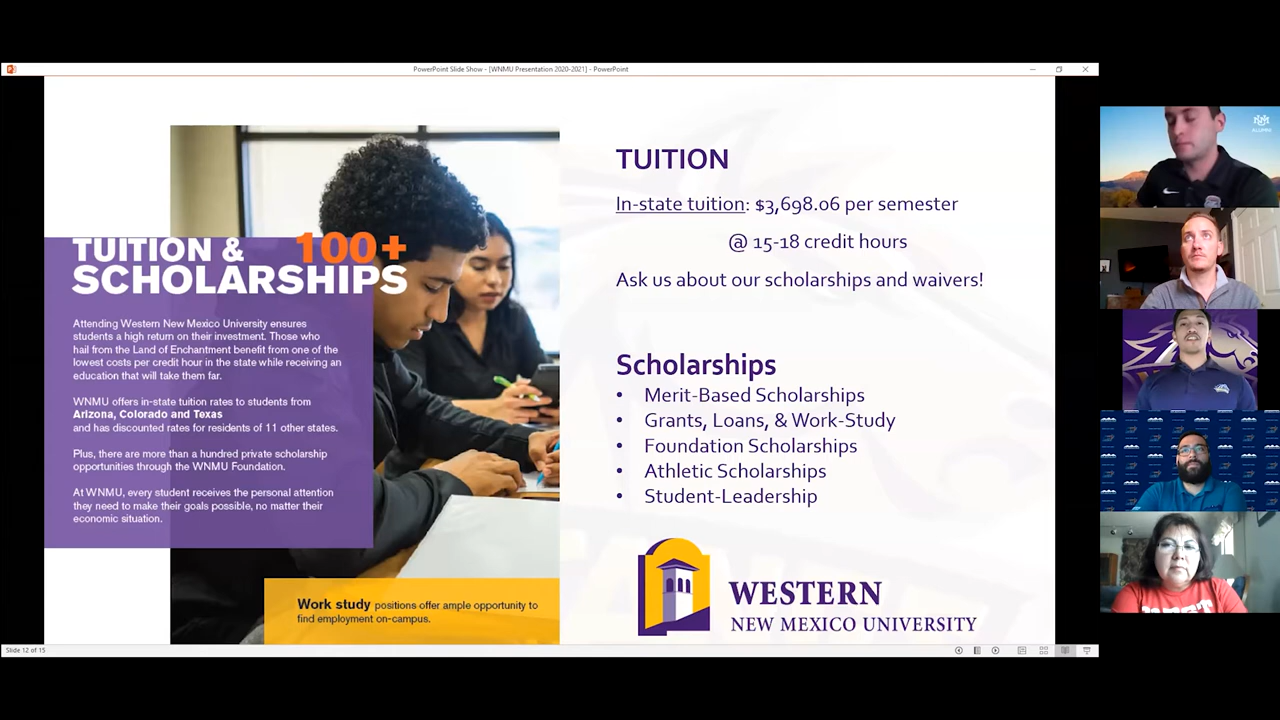 PowerPoint Slide Show - [WNMU Presentation 2020-2021] - PowerPoint
TUITION & 100+
SCHOLARSHIPS
Attending Western New Mexico University ensures
students a high return on their investment. Those who
hail from the Land of Enchantment benefit from one of the
lowest costs per credit hour in the state while receiving an
education that will take them far.
WNMU offers in-state tuition rates to students from
Arizona, Colorado and Texas
and has discounted rates for residents of 11 other states.
Plus, there are more than a hundred private scholarship
opportunities through the WNMU Foundation.
At WNMU, every student receives the personal attention
they need to make their goals possible, no matter their
economic situation.
Work study positions offer ample opportunity to
find employment on-campus.
TUITION
In-state tuition: $3,698.06 per semester
@ 15-18 credit hours
Ask us about our scholarships and waivers!
Scholarships
• Merit-Based Scholarships
• Grants, Loans, & Work-Study
• Foundation Scholarships
• Athletic Scholarships
• Student-Leadership
WESTERN
NEW MEXICO UNIVERSITY
Slide 12 of 15
ALUMNI